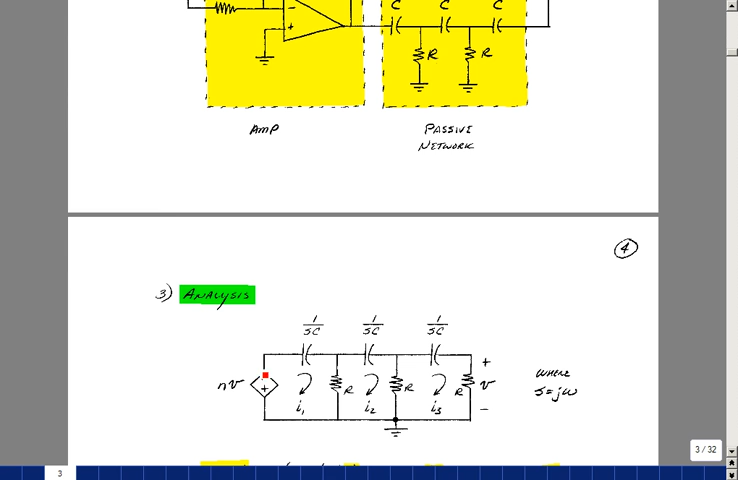 C C C
−
+
R R
AMP
PASSIVE
NETWORK
4
3) ANALYSIS
1/SC 1/SC 1/SC
nv + R R R + v −
i1 i2 i3
WHERE
S=jω
3 / 32
3